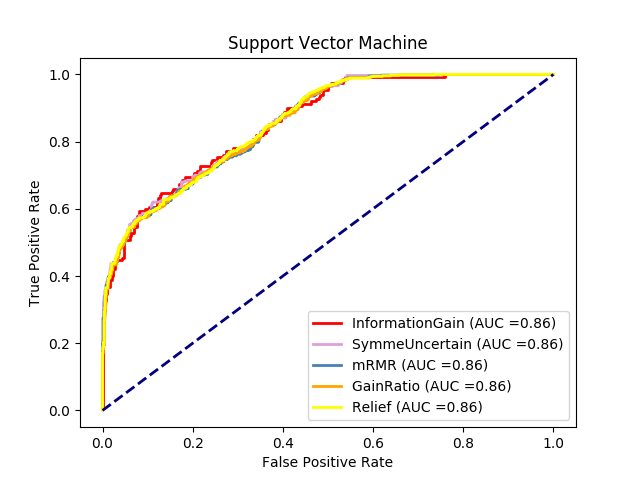 Support Vector Machine
True Positive Rate
1.0
0.8
0.6
0.4
0.2
0.0
InformationGain (AUC =0.86)
SymmeUncertain (AUC =0.86)
mRMR (AUC =0.86)
GainRatio (AUC =0.86)
Relief (AUC =0.86)
0.0 0.2 0.4 0.6 0.8 1.0
False Positive Rate